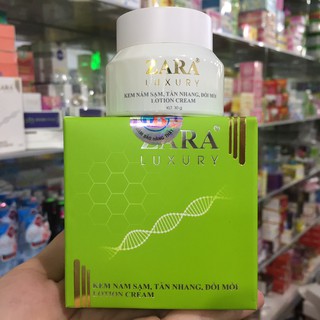 ZARA
LUXURY
KEM NÁM SẠM, TÀN NHANG, ĐỒI MỒI
LOTION CREAM
ZARA
LUXURY
KEM NÁM SẠM, TÀN NHANG, ĐỒI MỒI
LOTION CREAM